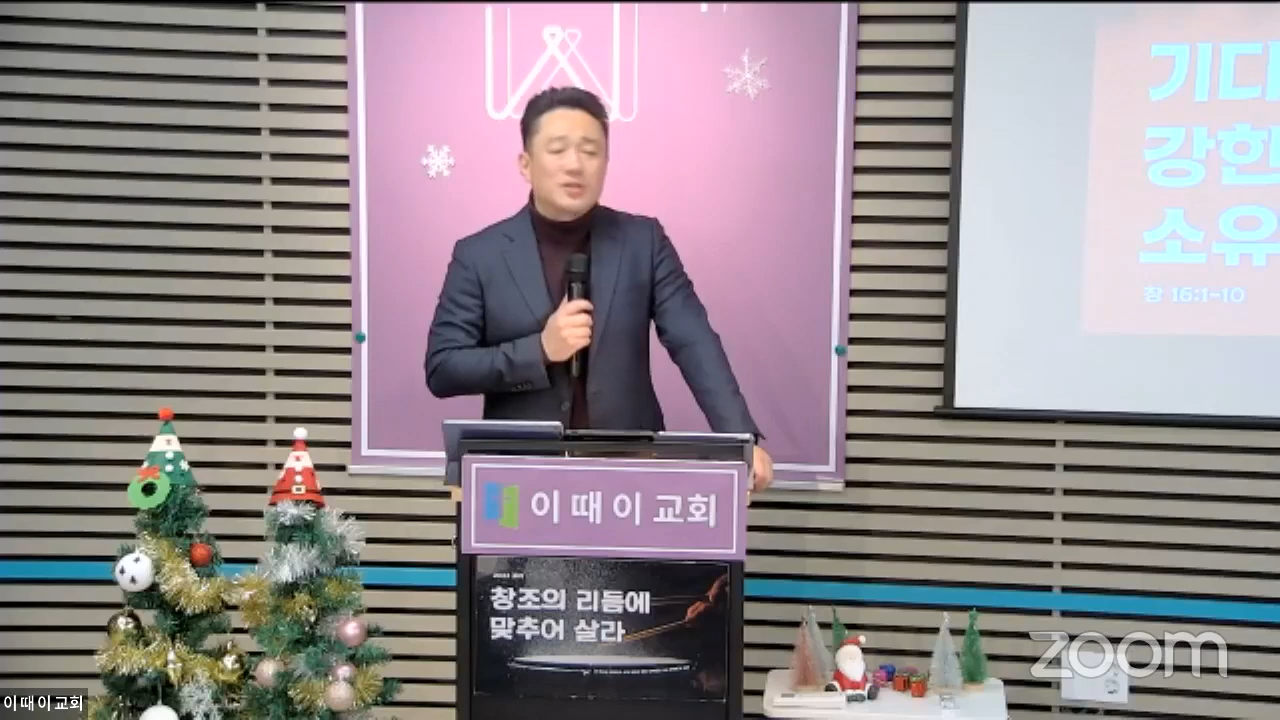 기다
강한
소유
창 16:1-10
이 때 이 교회
창조의 리듬에
맞추어 살라
zoom
이 때 이 교회